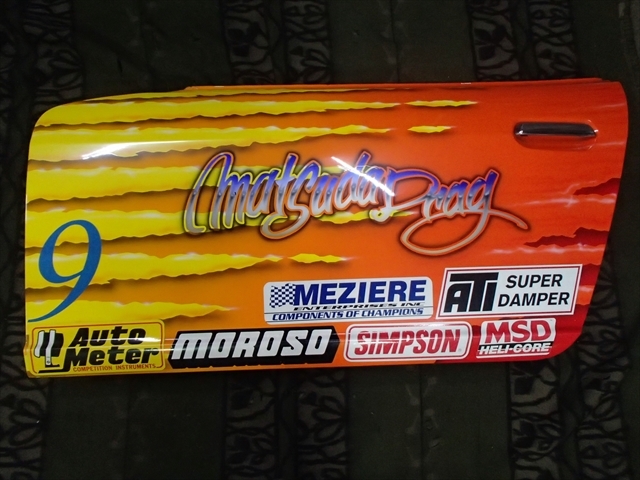 Matsuda Drag
9
MEZIERE
ENTERPRISES INC
COMPONENTS OF CHAMPIONS
ATI SUPER
DAMPER
Auto
Meter
COMPETITION INSTRUMENTS
MOROSO
SIMPSON
MSD
HELI-CORE